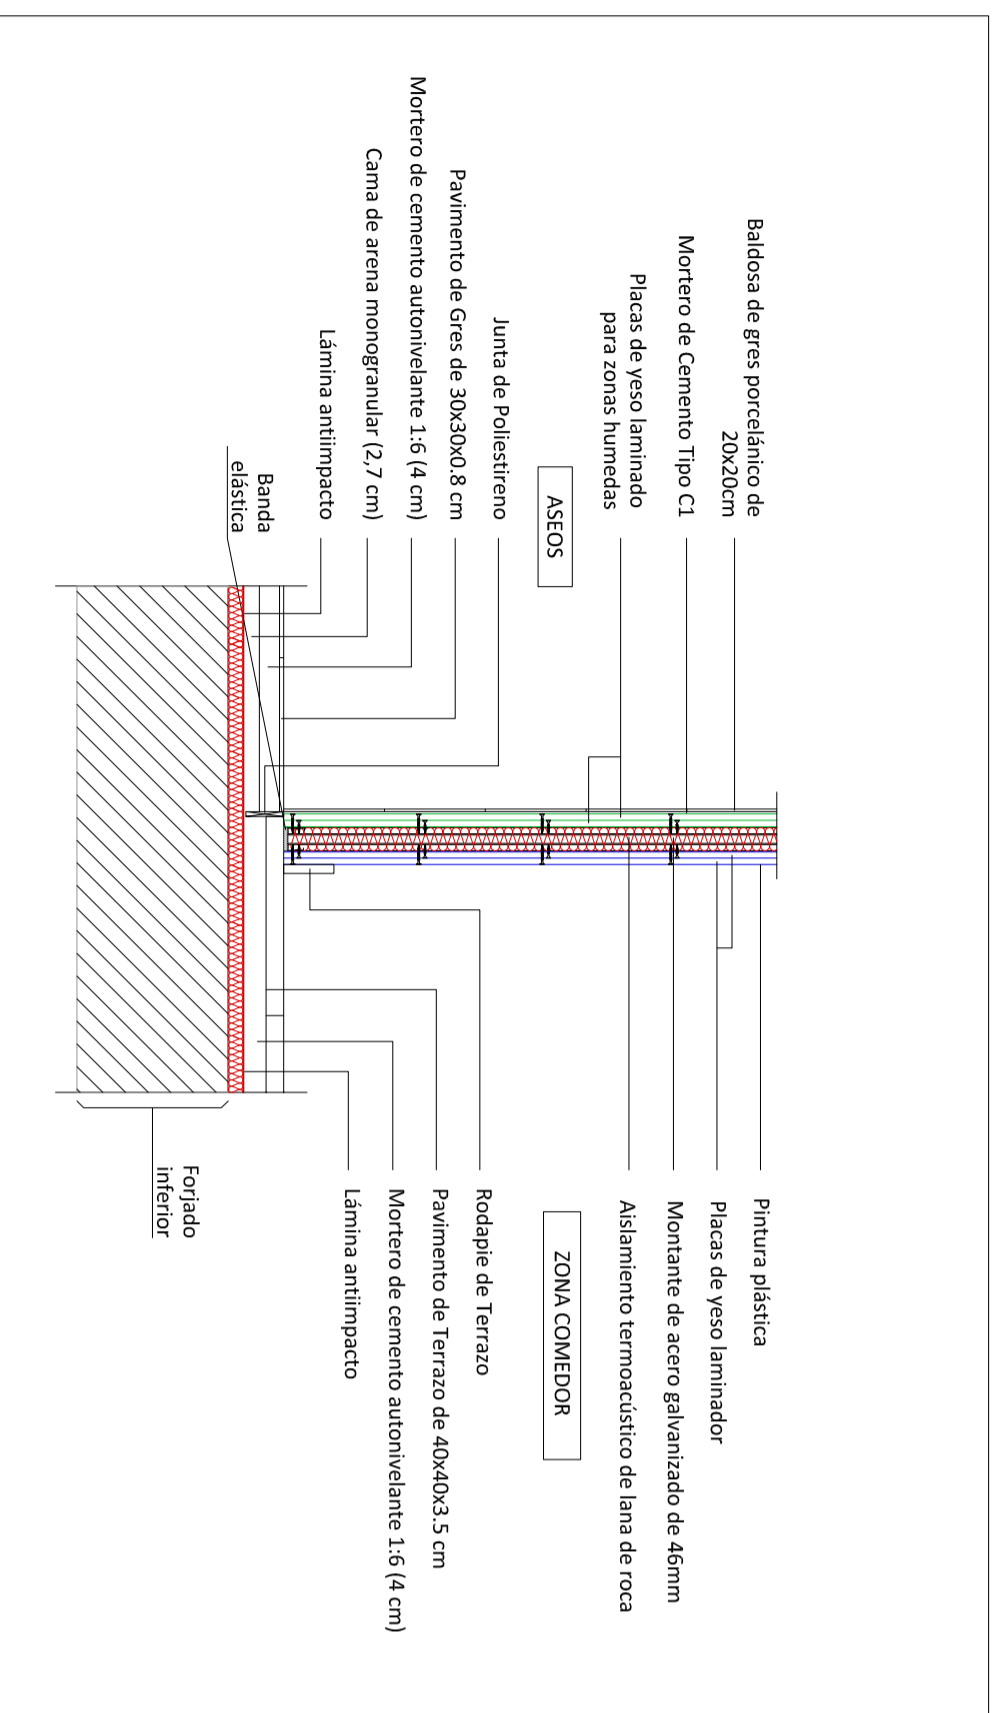 Baldosa de gres porcelánico de
20x20cm
Mortero de Cemento Tipo C1
Placas de yeso laminado
para zonas humedas
ASEOS
Junta de Poliestireno
Pavimento de Gres de 30x30x0.8 cm
Mortero de cemento autonivelante 1:6 (4 cm)
Cama de arena monogranular (2,7 cm)
Lámina antiimpacto
Banda
elástica
Pintura plástica
Placas de yeso laminador
Montante de acero galvanizado de 46mm
Aislamiento termoacústico de lana de roca
ZONA COMEDOR
Rodapie de Terrazo
Pavimento de Terrazo de 40x40x3.5 cm
Mortero de cemento autonivelante 1:6 (4 cm)
Lámina antiimpacto
Forjado
inferior